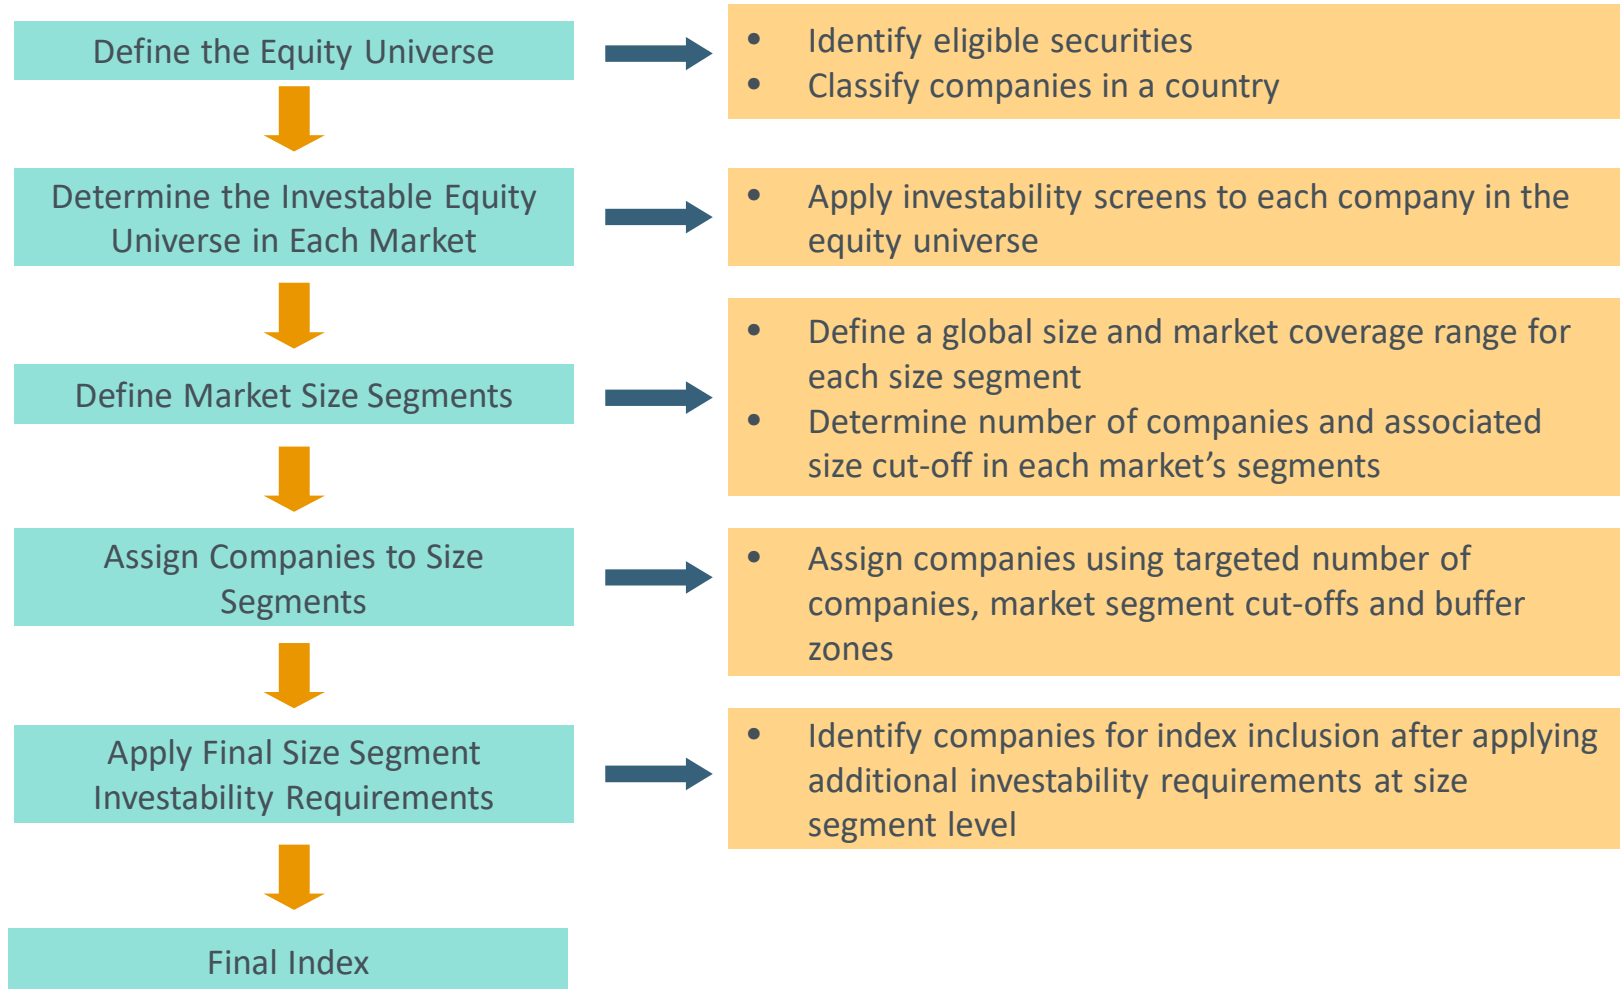 Define the Equity Universe
• Identify eligible securities
• Classify companies in a country
Determine the Investable Equity
Universe in Each Market
• Apply investability screens to each company in the
equity universe
Define Market Size Segments
• Define a global size and market coverage range for
each size segment
• Determine number of companies and associated
size cut-off in each market’s segments
Assign Companies to Size
Segments
• Assign companies using targeted number of
companies, market segment cut-offs and buffer
zones
Apply Final Size Segment
Investability Requirements
• Identify companies for index inclusion after applying
additional investability requirements at size
segment level
Final Index